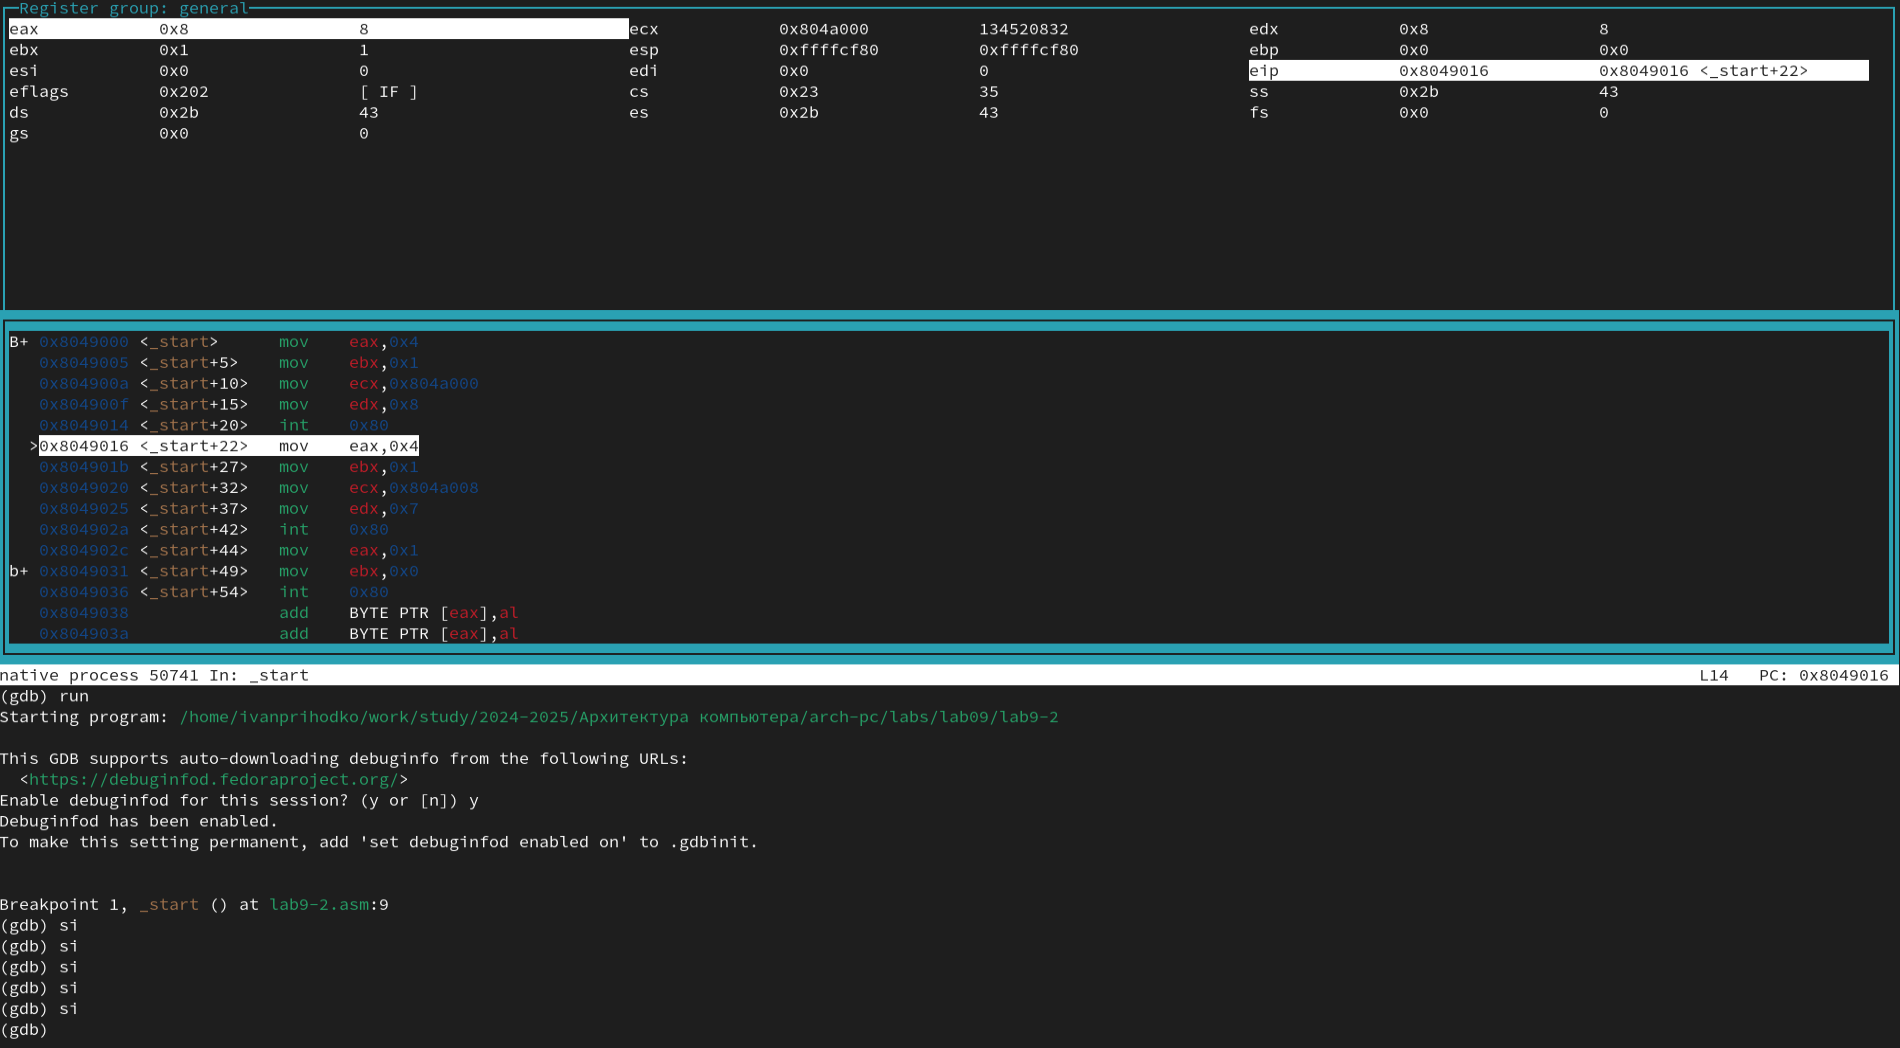 Register group: general
eax 0x8 8 ecx 0x804a000 134520832 edx 0x8 8
ebx 0x1 1 esp 0xffffcf80 0xffffcf80 ebp 0x0 0x0
esi 0x0 0 edi 0x0 0 eip 0x8049016 0x8049016 <_start+22>
eflags 0x202 [ IF ] cs 0x23 35 ss 0x2b 43
ds 0x2b 43 es 0x2b 43 fs 0x0 0
gs 0x0 0
B+ 0x8049000 <_start> mov eax,0x4
0x8049005 <_start+5> mov ebx,0x1
0x804900a <_start+10> mov ecx,0x804a000
0x804900f <_start+15> mov edx,0x8
0x8049014 <_start+20> int 0x80
>0x8049016 <_start+22> mov eax,0x4
0x804901b <_start+27> mov ebx,0x1
0x8049020 <_start+32> mov ecx,0x804a008
0x8049025 <_start+37> mov edx,0x7
0x804902a <_start+42> int 0x80
0x804902c <_start+44> mov eax,0x1
b+ 0x8049031 <_start+49> mov ebx,0x0
0x8049036 <_start+54> int 0x80
0x8049038 add BYTE PTR [eax],al
0x804903a add BYTE PTR [eax],al
native process 50741 In: _start L14 PC: 0x8049016
(gdb) run
Starting program: /home/ivanprihodko/work/study/2024-2025/Архитектура компьютера/arch-pc/labs/lab09/lab9-2
This GDB supports auto-downloading debuginfo from the following URLs:
<https://debuginfod.fedoraproject.org/>
Enable debuginfod for this session? (y or [n]) y
Debuginfod has been enabled.
To make this setting permanent, add 'set debuginfod enabled on' to .gdbinit.
Breakpoint 1, _start () at lab9-2.asm:9
(gdb) si
(gdb) si
(gdb) si
(gdb) si
(gdb) si
(gdb)